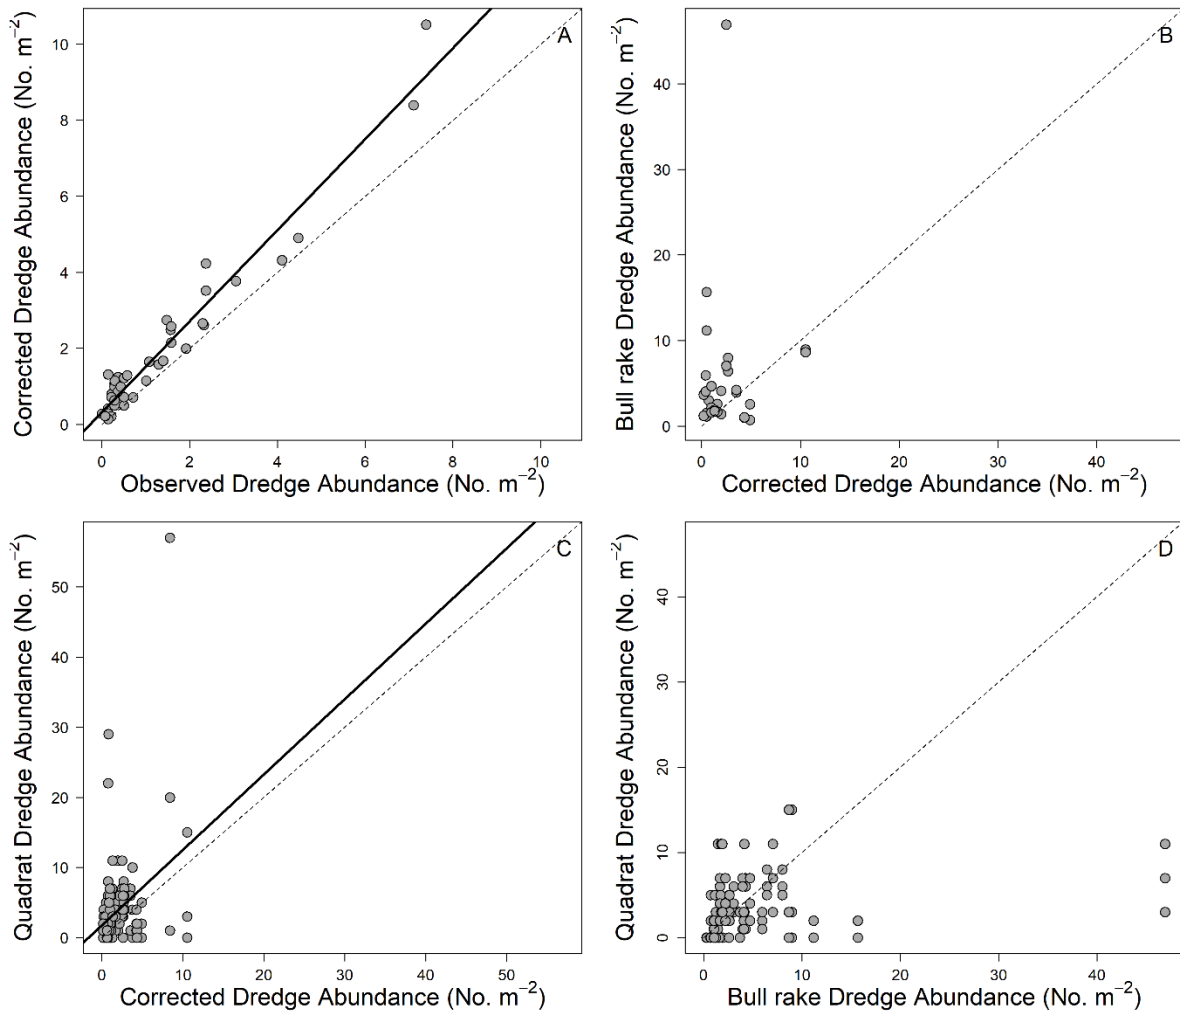 A
Corrected Dredge Abundance (No. m⁻²)
0 2 4 6 8 10
0 2 4 6 8 10
Observed Dredge Abundance (No. m⁻²)
B
Bull rake Dredge Abundance (No. m⁻²)
0 10 20 30 40
0 10 20 30 40
Corrected Dredge Abundance (No. m⁻²)
C
Quadrat Dredge Abundance (No. m⁻²)
0 10 20 30 40 50
0 10 20 30 40 50
Corrected Dredge Abundance (No. m⁻²)
D
Quadrat Dredge Abundance (No. m⁻²)
0 10 20 30 40
0 10 20 30 40
Bull rake Dredge Abundance (No. m⁻²)